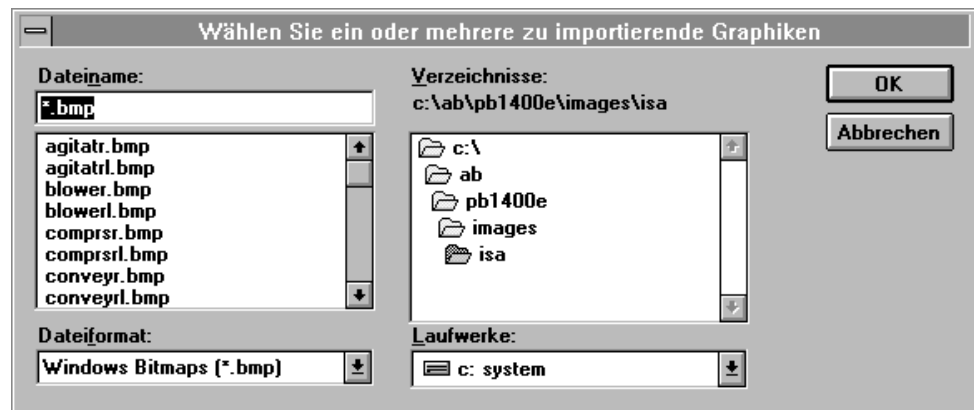 Wählen Sie ein oder mehrere zu importierende Graphiken
Dateiname:
*.bmp
agitatr.bmp
agitatrl.bmp
blower.bmp
blowerl.bmp
comprsr.bmp
comprsrl.bmp
conveyr.bmp
conveyrl.bmp
Dateiformat:
Windows Bitmaps (*.bmp)
Verzeichnisse:
c:\ab\pb1400e\images\isa
c:\
ab
pb1400e
images
isa
Laufwerke:
c: system
OK
Abbrechen